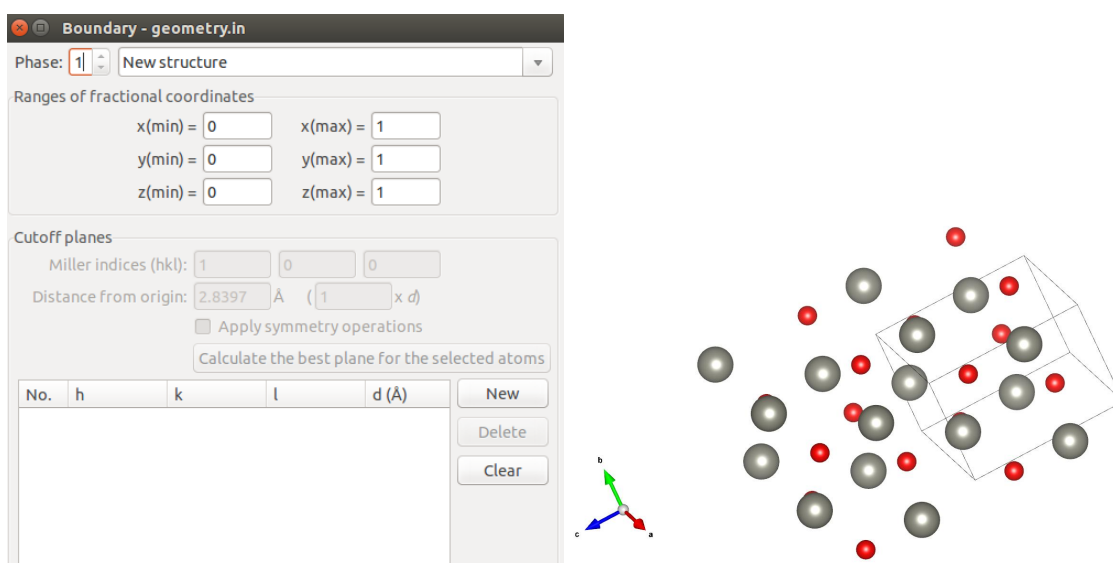 Boundary - geometry.in
Phase: 1 New structure
Ranges of fractional coordinates
x(min) = 0 x(max) = 1
y(min) = 0 y(max) = 1
z(min) = 0 z(max) = 1
Cutoff planes
Miller indices (hkl): 1 0 0
Distance from origin: 2.8397 Å ( 1 x d)
Apply symmetry operations
Calculate the best plane for the selected atoms
No. h k l d (Å) New
Delete
Clear
b
c a